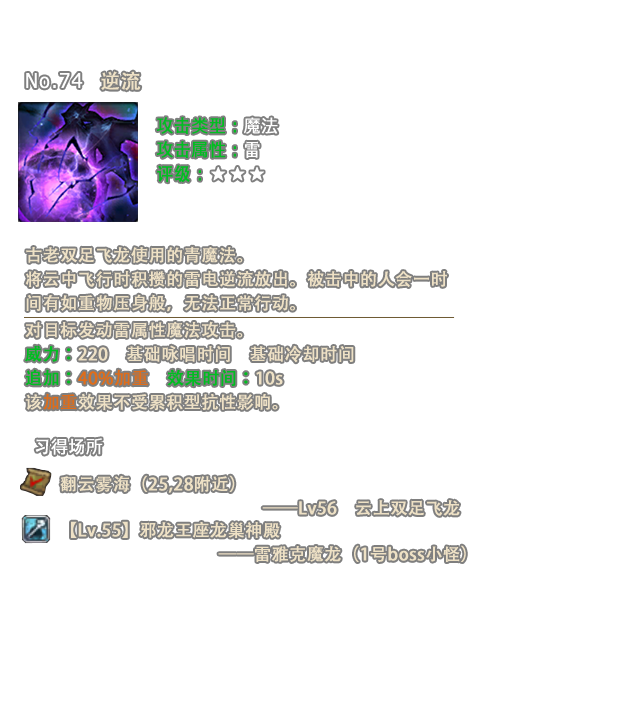 No.74 逆流
攻击类型：魔法
攻击属性：雷
评级：☆☆☆
古老双足飞龙使用的青魔法。
将云中飞行时积攒的雷电逆流放出。被击中的人会一时
间有如重物压身般，无法正常行动。
对目标发动雷属性魔法攻击。
威力：220 基础咏唱时间 基础冷却时间
追加：40%加重 效果时间：10s
该加重效果不受累积型抗性影响。
习得场所
翻云雾海（25,28附近）
——Lv56 云上双足飞龙
【Lv.55】邪龙王座龙巢神殿
——雷雅克魔龙（1号boss小怪）